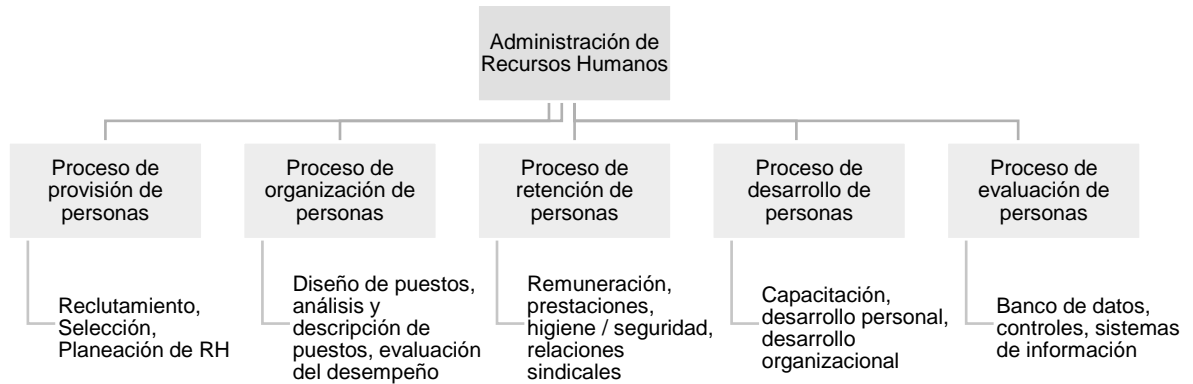 Administración de
Recursos Humanos
Proceso de
provisión de
personas
Reclutamiento,
Selección,
Planeación de RH
Proceso de
organización de
personas
Diseño de puestos,
análisis y
descripción de
puestos, evaluación
del desempeño
Proceso de
retención de
personas
Remuneración,
prestaciones,
higiene / seguridad,
relaciones
sindicales
Proceso de
desarrollo de
personas
Capacitación,
desarrollo personal,
desarrollo
organizacional
Proceso de
evaluación de
personas
Banco de datos,
controles, sistemas
de información